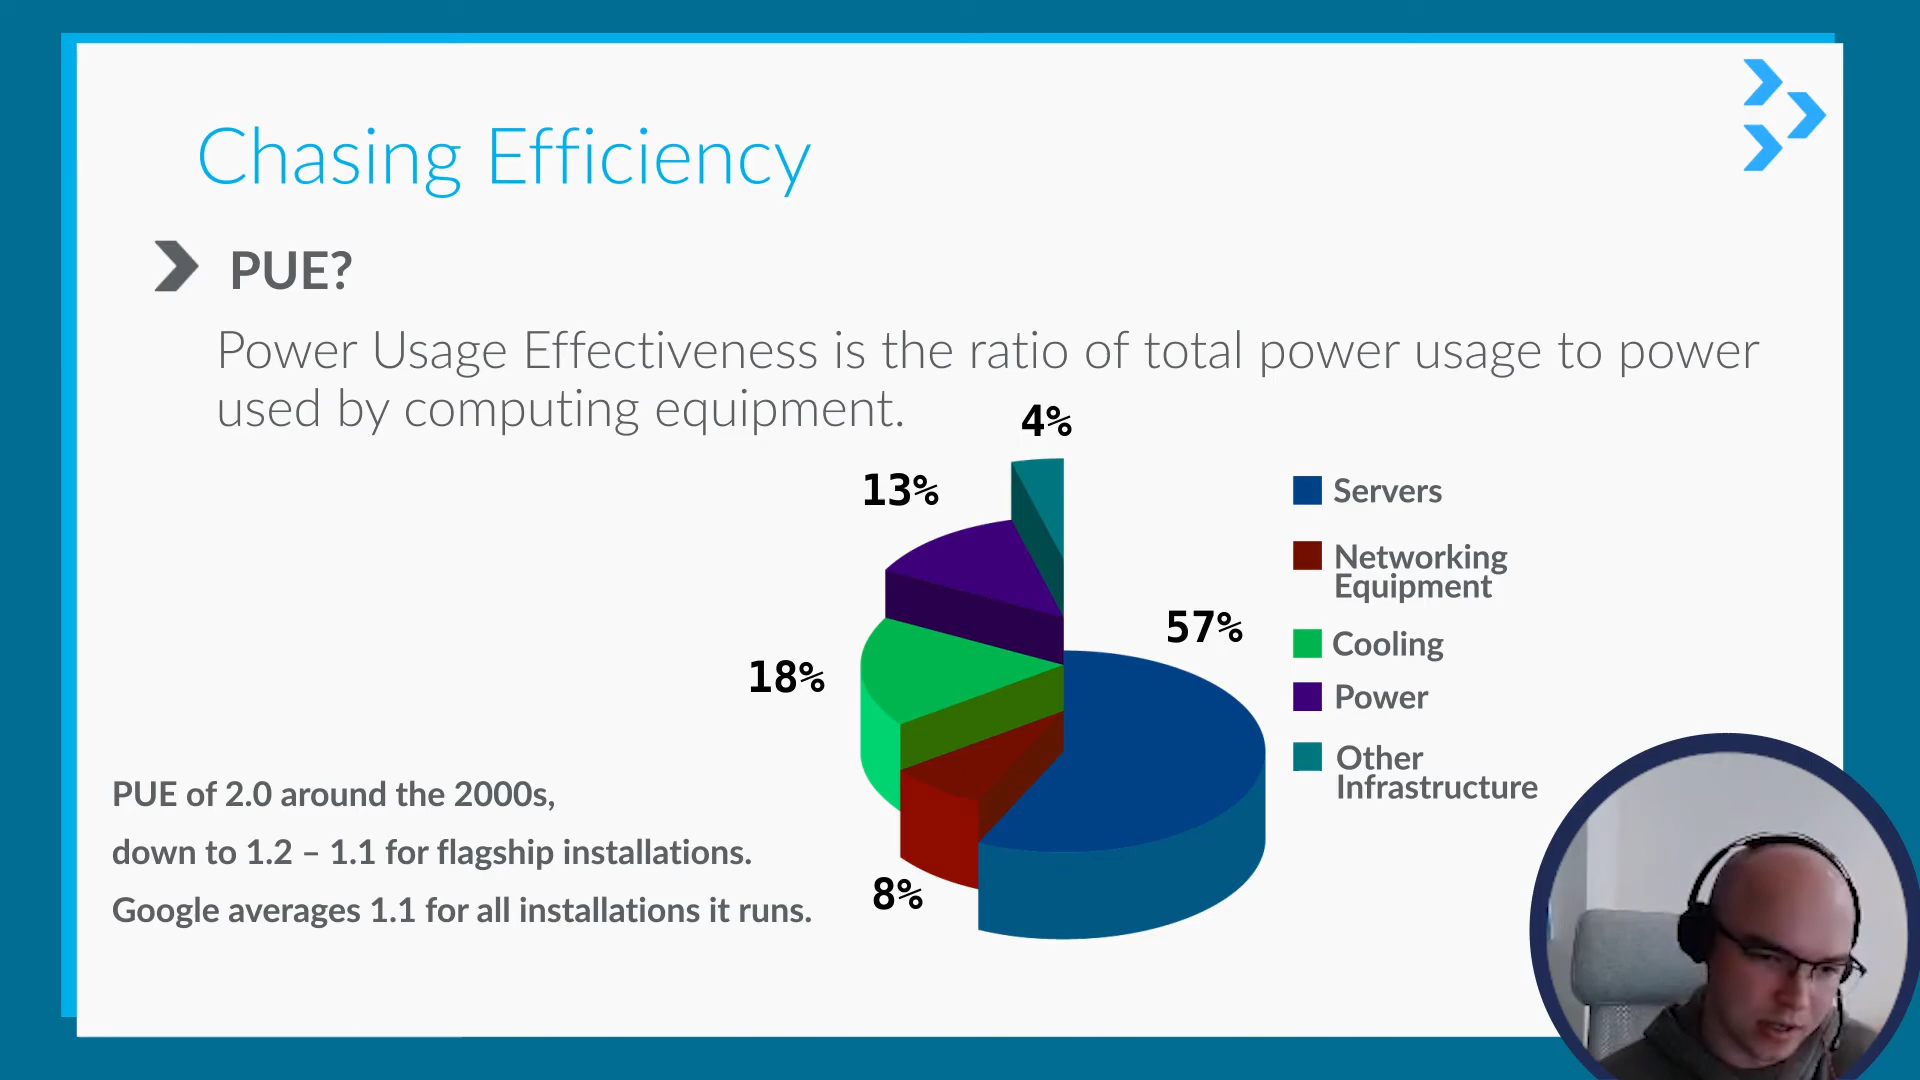 Chasing Efficiency
PUE?
Power Usage Effectiveness is the ratio of total power usage to power
used by computing equipment.
4%
13%
57%
18%
8%
Servers
Networking
Equipment
Cooling
Power
Other
Infrastructure
PUE of 2.0 around the 2000s,
down to 1.2 – 1.1 for flagship installations.
Google averages 1.1 for all installations it runs.